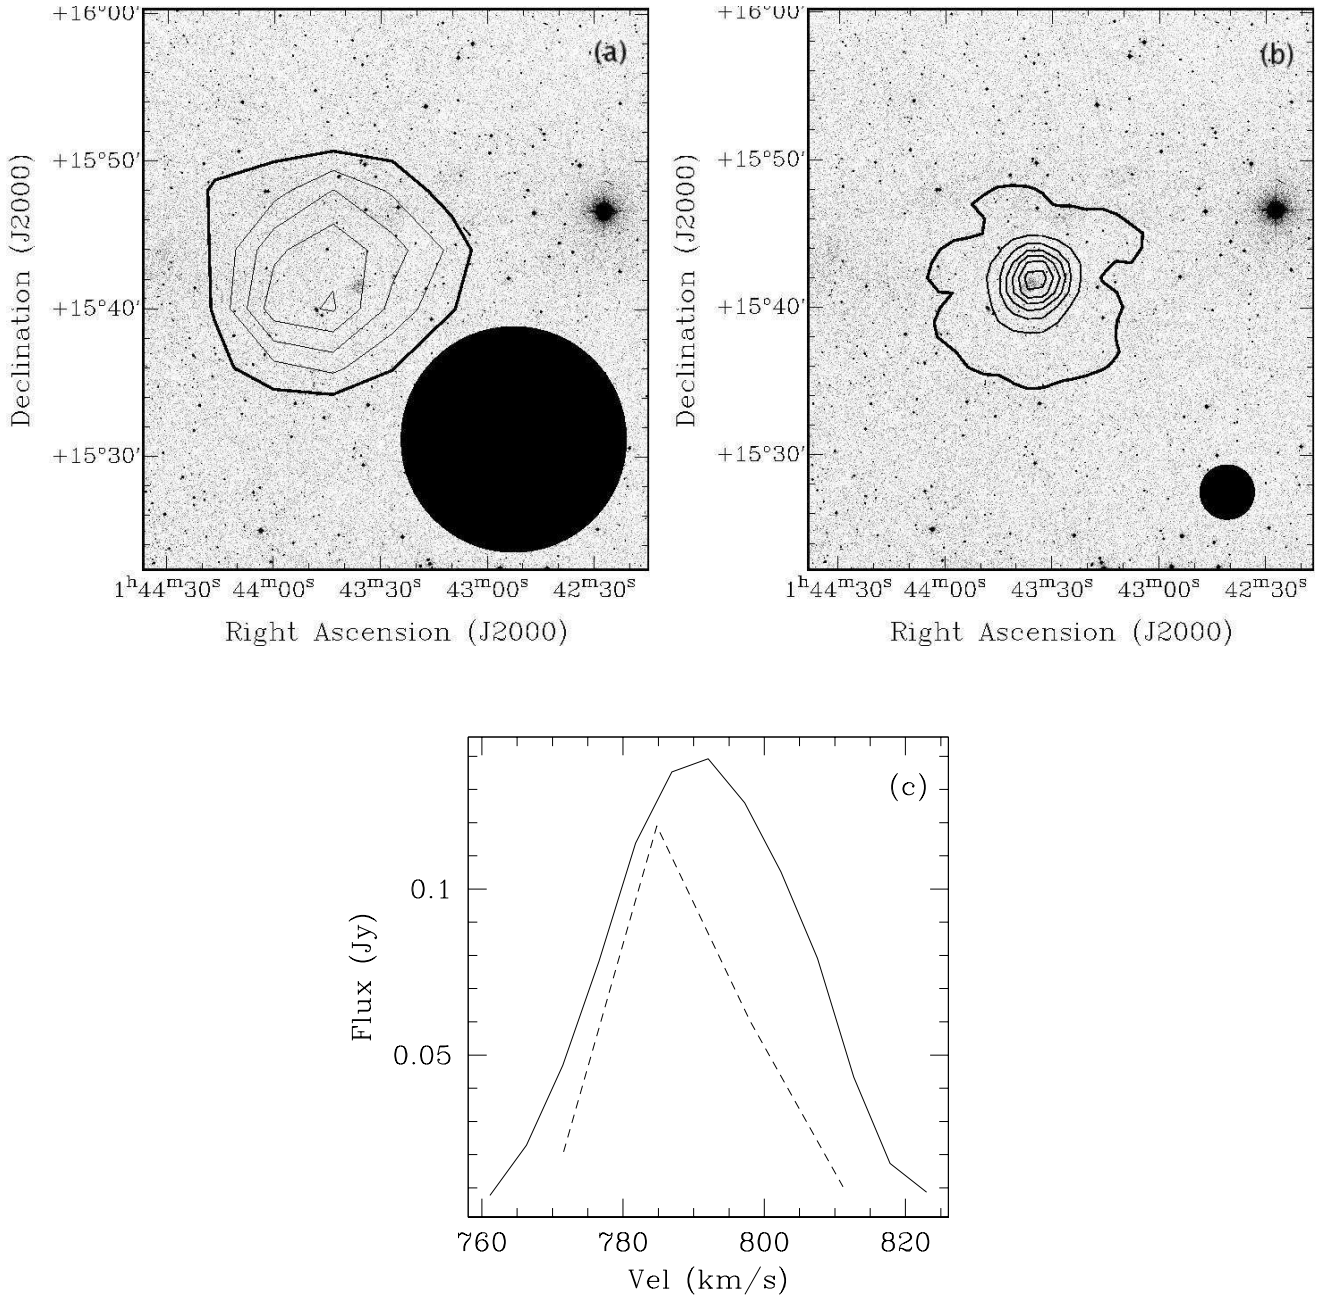 (a)
+16°00'
+15°50'
+15°40'
+15°30'
Declination (J2000)
1ʰ44ᵐ30ˢ 44ᵐ00ˢ 43ᵐ30ˢ 43ᵐ00ˢ 42ᵐ30ˢ
Right Ascension (J2000)
(b)
+16°00'
+15°50'
+15°40'
+15°30'
Declination (J2000)
1ʰ44ᵐ30ˢ 44ᵐ00ˢ 43ᵐ30ˢ 43ᵐ00ˢ 42ᵐ30ˢ
Right Ascension (J2000)
(c)
0.1
0.05
Flux (Jy)
760 780 800 820
Vel (km/s)